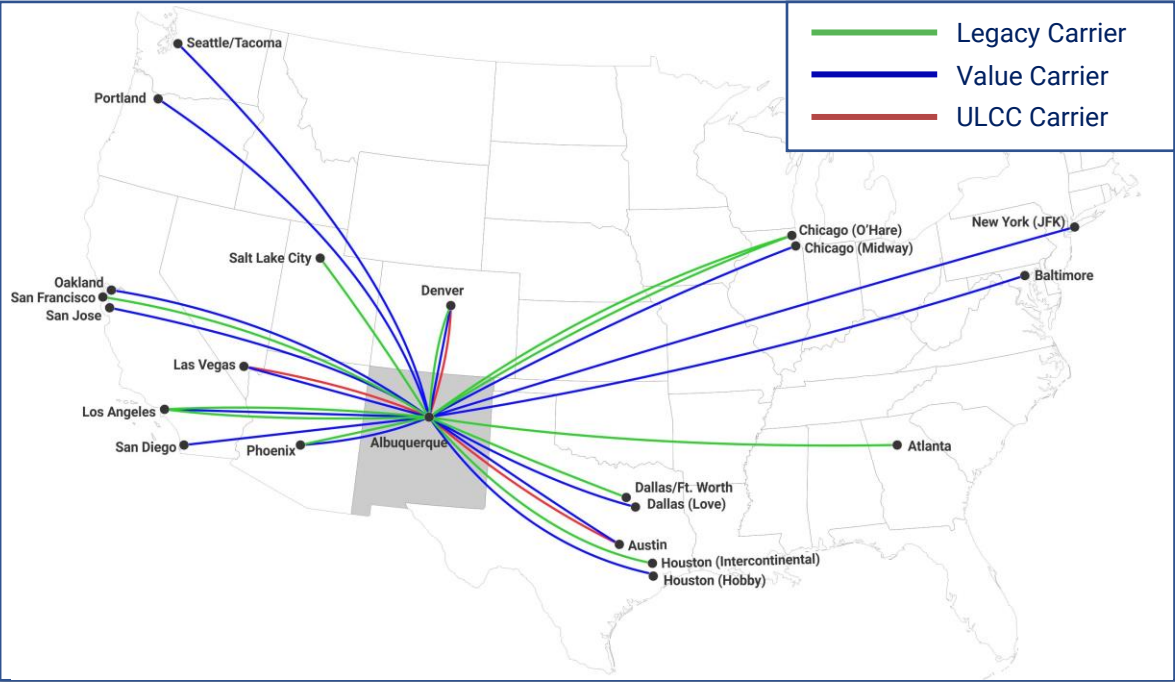 Legacy Carrier
Value Carrier
ULCC Carrier
Seattle/Tacoma
Portland
New York (JFK)
Chicago (O'Hare)
Chicago (Midway)
Salt Lake City
Baltimore
Oakland
San Francisco
San Jose
Denver
Las Vegas
Los Angeles
San Diego
Phoenix
Albuquerque
Atlanta
Dallas/Ft. Worth
Dallas (Love)
Austin
Houston (Intercontinental)
Houston (Hobby)